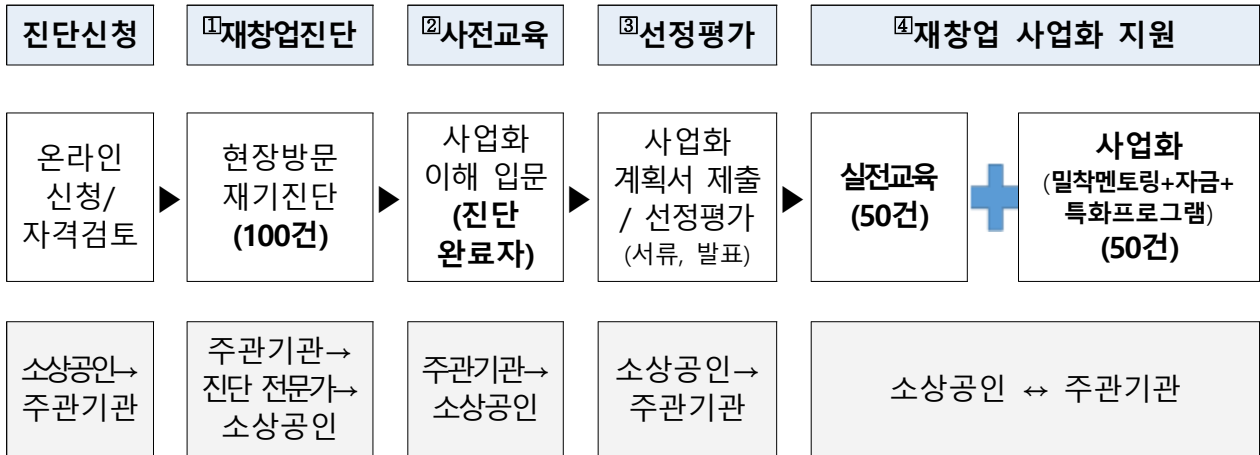 진단신청
1재창업진단
2사전교육
3선정평가
4재창업 사업화 지원
온라인
신청/
자격검토
▶
현장방문
재기진단
(100건)
▶
사업화
이해 입문
(진단
완료자)
▶
사업화
계획서 제출
/ 선정평가
(서류, 발표)
▶
실전교육
(50건)
사업화
(밀착멘토링+자금+
특화프로그램)
(50건)
소상공인→
주관기관
주관기관→
진단 전문가→
소상공인
주관기관→
소상공인
소상공인→
주관기관
소상공인 ↔ 주관기관